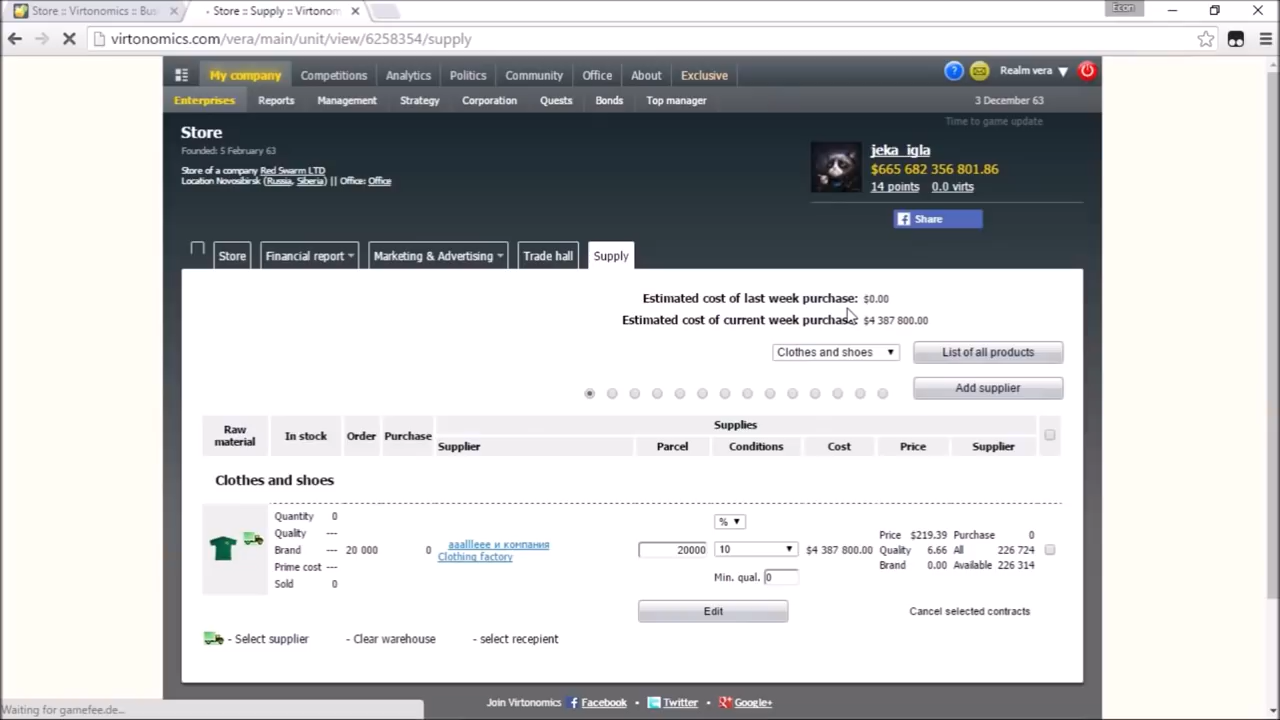 Store :: Virtonomics :: Bu
Store :: Supply :: Virtonom
Econ
virtonomics.com/vera/main/unit/view/6258354/supply
My company Competitions Analytics Politics Community Office About Exclusive
? Realm vera ▼
Enterprises Reports Management Strategy Corporation Quests Bonds Top manager 3 December 63
Time to game update
Store
Founded: 5 February 63
Store of a company Red Swarm LTD
Location Novosibirsk (Russia, Siberia) || Office: Office
jeka_igla
$665 682 356 801.86
14 points 0.0 virts
Share
Store Financial report Marketing & Advertising Trade hall Supply
Estimated cost of last week purchase: $0.00
Estimated cost of current week purchase: $4 387 800.00
Clothes and shoes ▼ List of all products
Add supplier
Raw material In stock Order Purchase Supplies
Supplier Parcel Conditions Cost Price Supplier
Clothes and shoes
Quantity 0
Quality ---
Brand ---
Prime cost ---
Sold 0
20 000 0
aaallleee и компания
Clothing factory
20000
% ▼
10 ▼
Min. qual. 0
$4 387 800.00
Price $219.39 Purchase 0
Quality 6.66 All 226 724
Brand 0.00 Available 226 314
Edit Cancel selected contracts
- Select supplier - Clear warehouse - select recepient
Join Virtonomics Facebook • Twitter • Google+
Waiting for gamefee.de...